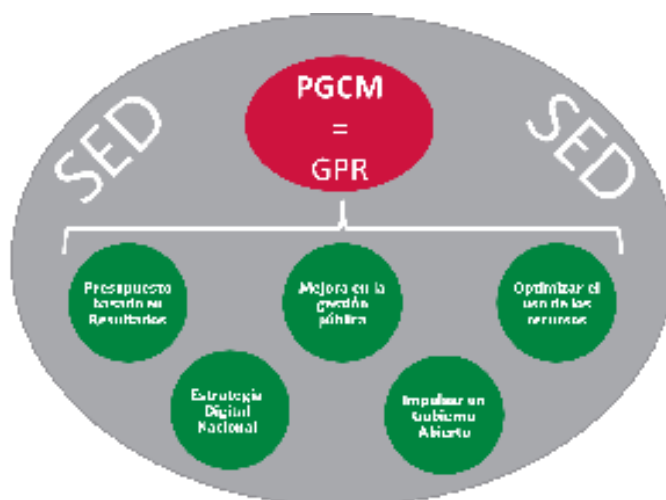 SED
PGCM
=
GPR
SED
Presupuesto
basado en
Resultados
Mejora en la
gestión
pública
Optimizar el
uso de los
recursos
Estrategia
Digital
Nacional
Impulsar un
Gobierno
Abierto